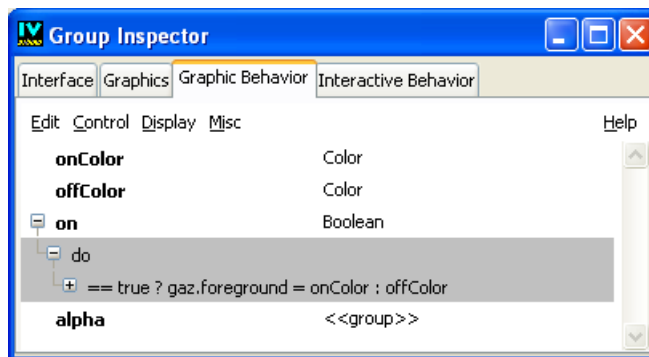 Group Inspector
Interface Graphics Graphic Behavior Interactive Behavior
Edit Control Display Misc Help
onColor Color
offColor Color
on Boolean
do
== true ? gaz.foreground = onColor : offColor
alpha <<group>>